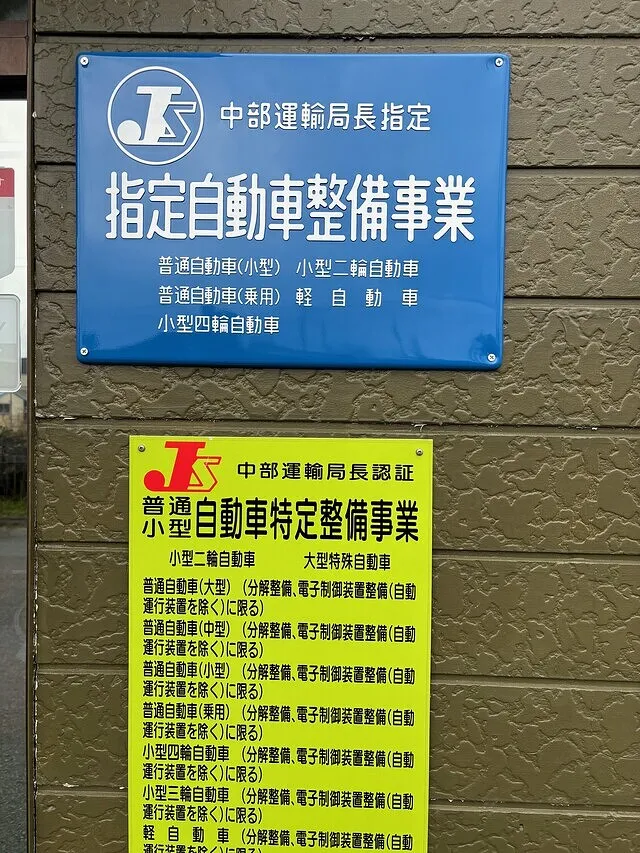 JS 中部運輸局長指定
指定自動車整備事業
普通自動車(小型) 小型二輪自動車
普通自動車(乗用) 軽自動車
小型四輪自動車
JS 中部運輸局長認証
普通
小型 自動車特定整備事業
小型二輪自動車 大型特殊自動車
普通自動車(大型) (分解整備、電子制御装置整備(自動
運行装置を除く)に限る)
普通自動車(中型) (分解整備、電子制御装置整備(自動
運行装置を除く)に限る)
普通自動車(小型) (分解整備、電子制御装置整備(自動
運行装置を除く)に限る)
普通自動車(乗用) (分解整備、電子制御装置整備(自動
運行装置を除く)に限る)
小型四輪自動車 (分解整備、電子制御装置整備(自動
運行装置を除く)に限る)
小型三輪自動車 (分解整備、電子制御装置整備(自動
運行装置を除く)に限る)
軽自動車 (分解整備、電子制御装置整備(自動
運行装置を除く)に限る)